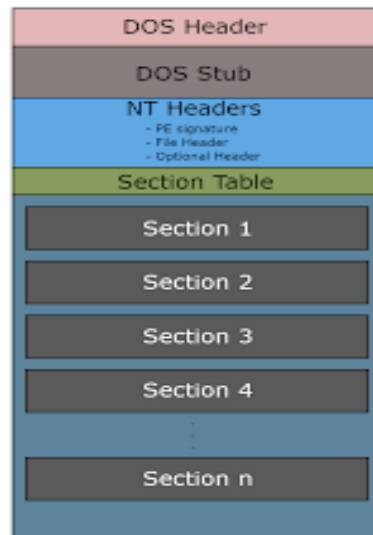 DOS Header
DOS Stub
NT Headers
- PE signature
- File Header
- Optional Header
Section Table
Section 1
Section 2
Section 3
Section 4
Section n